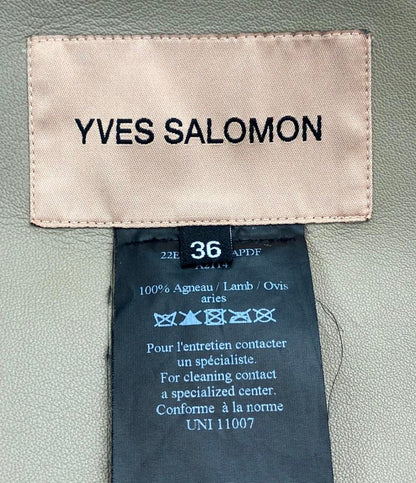 YVES SALOMON
36
100% Agneau / Lamb / Ovis
aries
Pour l'entretien contacter
un spécialiste.
For cleaning contact
a specialized center.
Conforme à la norme
UNI 11007